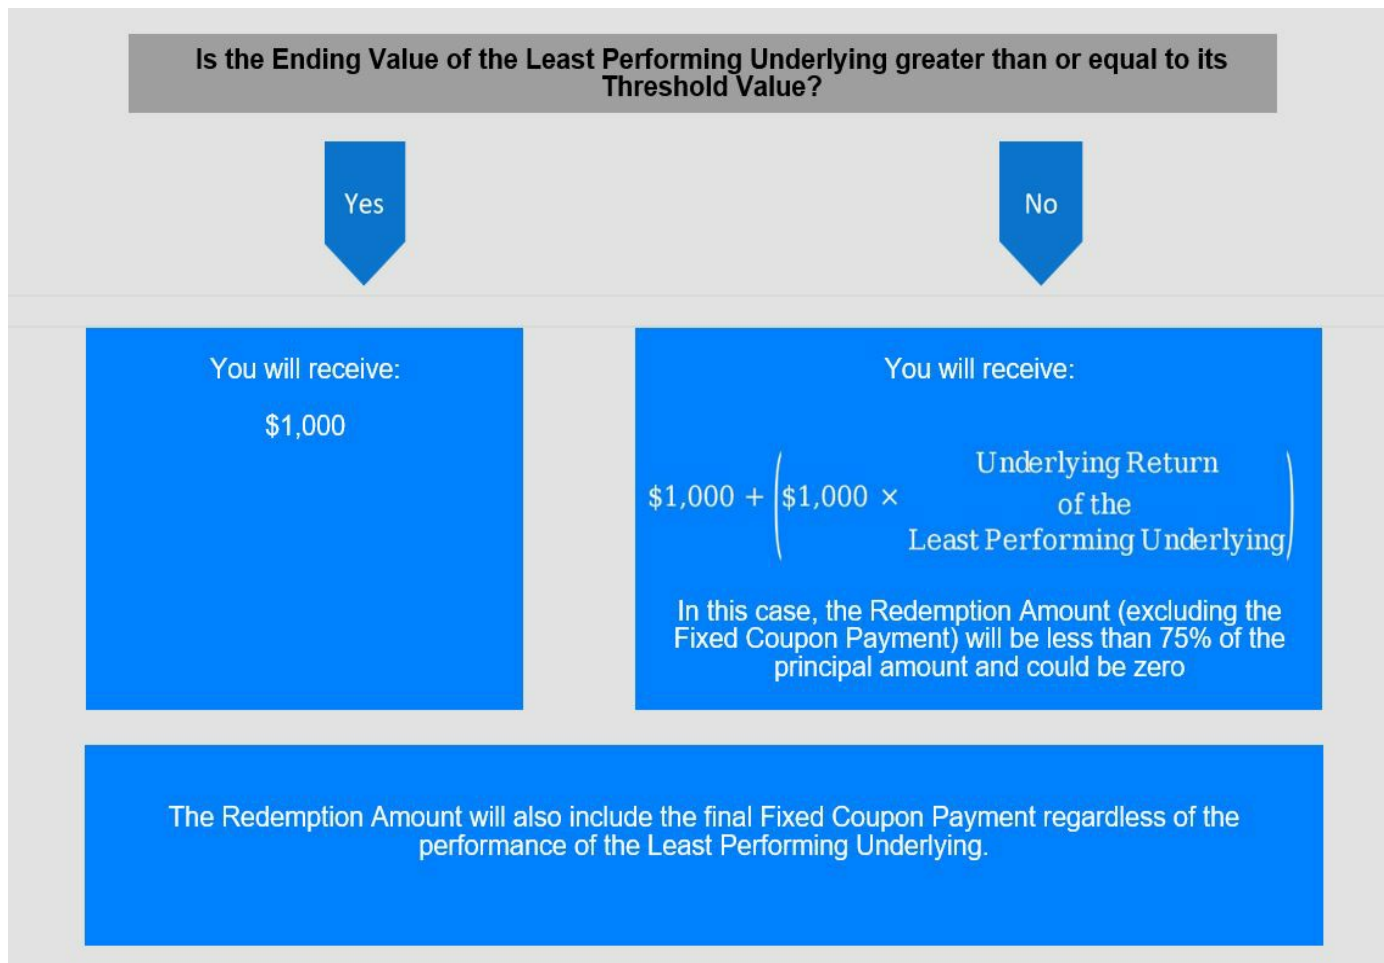 Is the Ending Value of the Least Performing Underlying greater than or equal to its
Threshold Value?
Yes
No
You will receive:
$1,000
You will receive:
$1,000 + ($1,000 × Underlying Return
of the
Least Performing Underlying)
In this case, the Redemption Amount (excluding the
Fixed Coupon Payment) will be less than 75% of the
principal amount and could be zero
The Redemption Amount will also include the final Fixed Coupon Payment regardless of the
performance of the Least Performing Underlying.